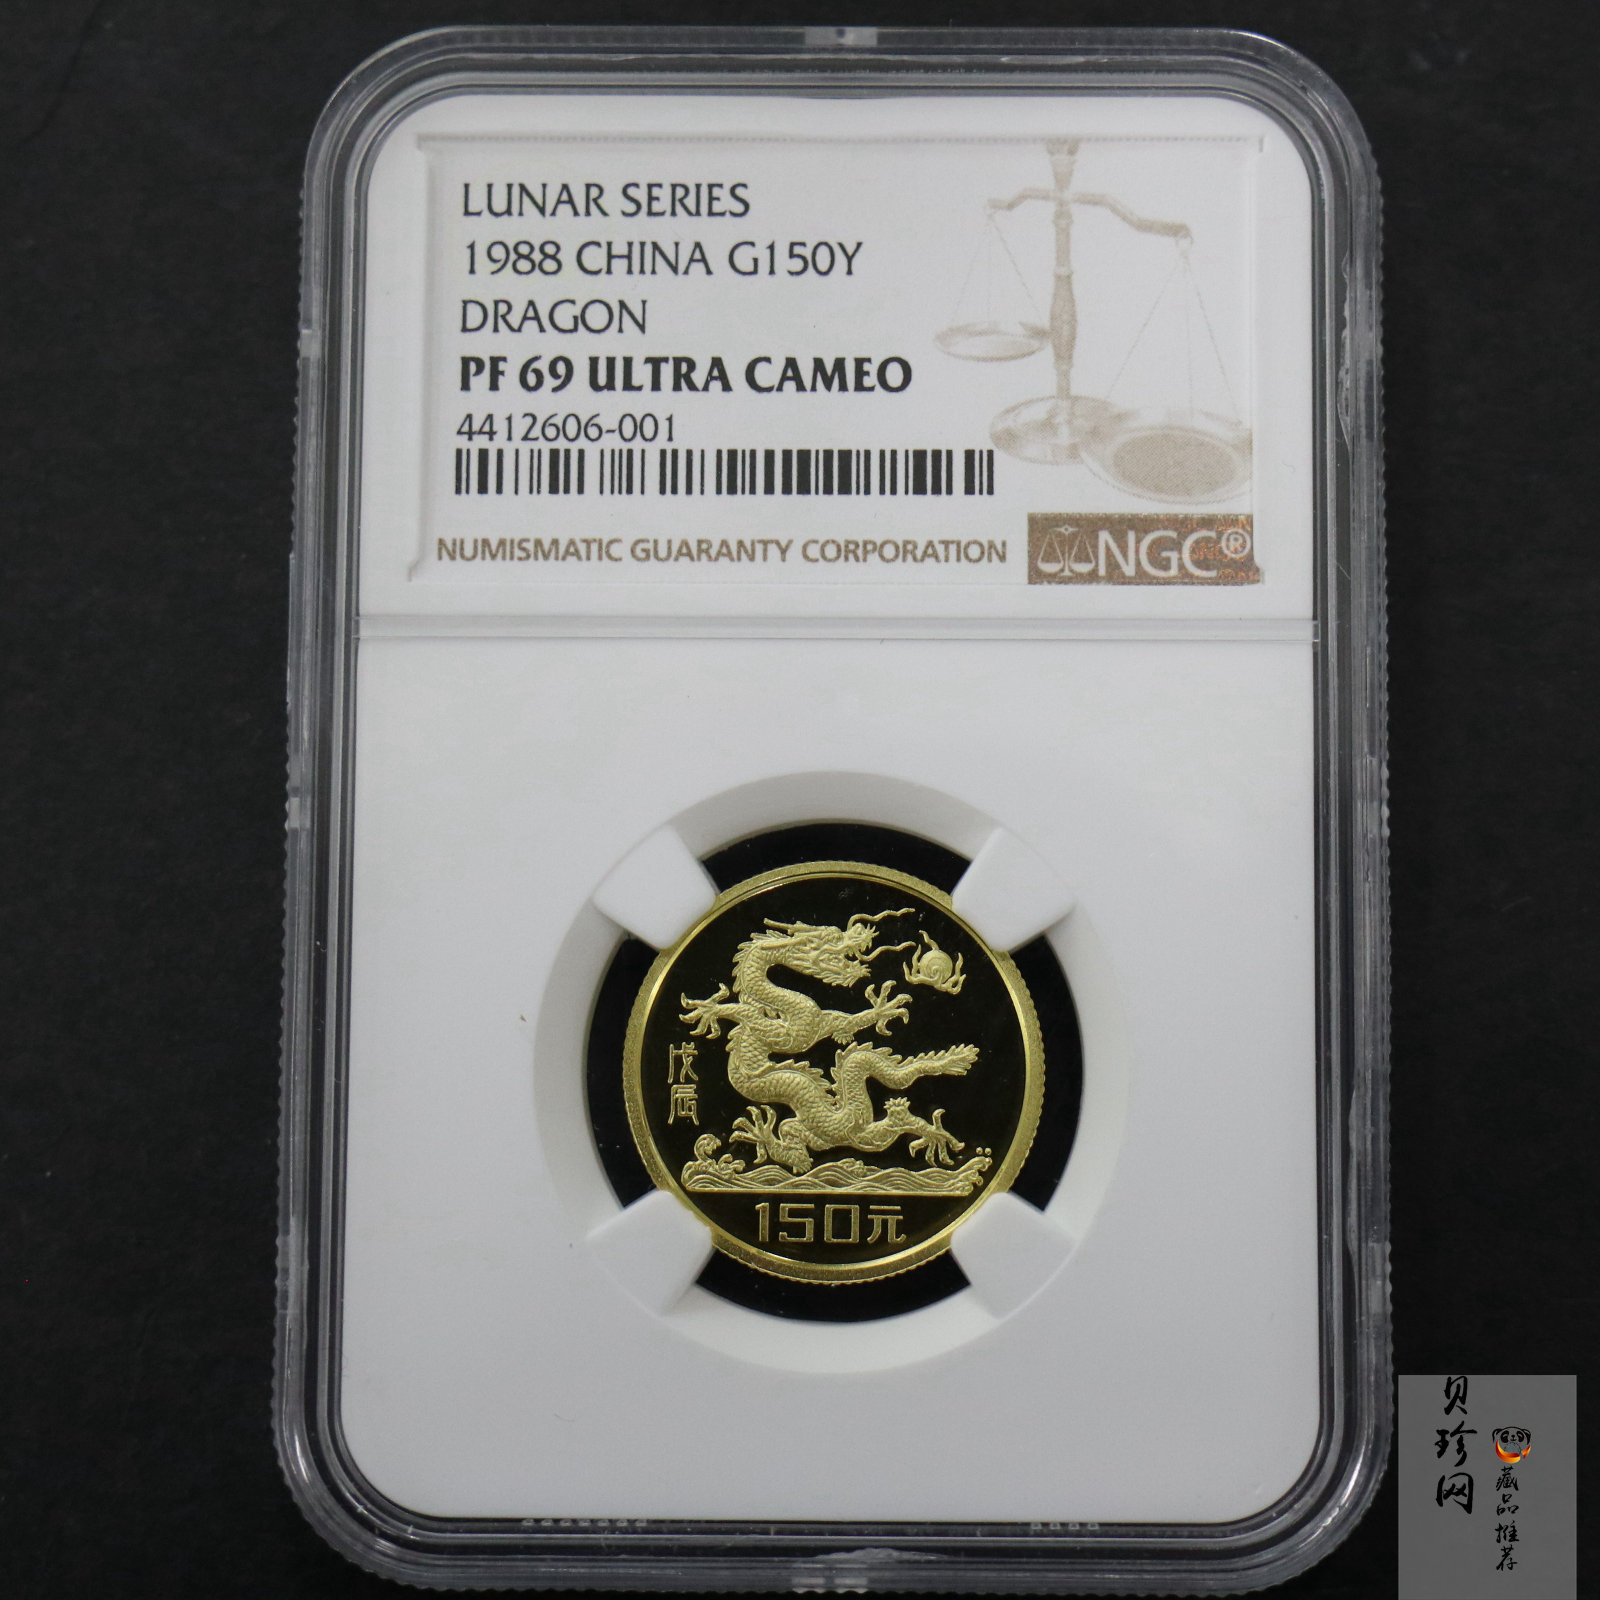 LUNAR SERIES
1988 CHINA G150Y
DRAGON
PF 69 ULTRA CAMEO
4412606-001
NUMISMATIC GUARANTY CORPORATION
NGC®
戊辰
150元
贝珍网
藏品推荐